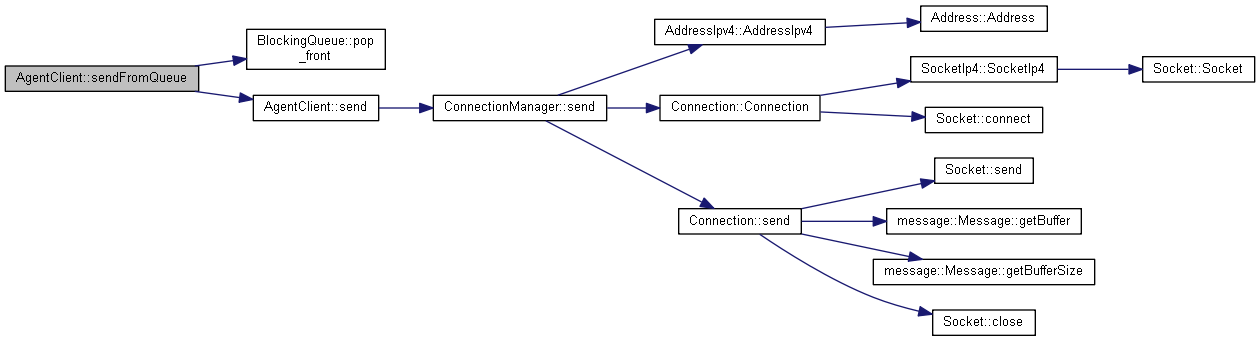 AgentClient::sendFromQueue
BlockingQueue::pop
_front
AgentClient::send
ConnectionManager::send
AddressIpv4::AddressIpv4
Address::Address
Connection::Connection
SocketIp4::SocketIp4
Socket::Socket
Socket::connect
Connection::send
Socket::send
message::Message::getBuffer
message::Message::getBufferSize
Socket::close